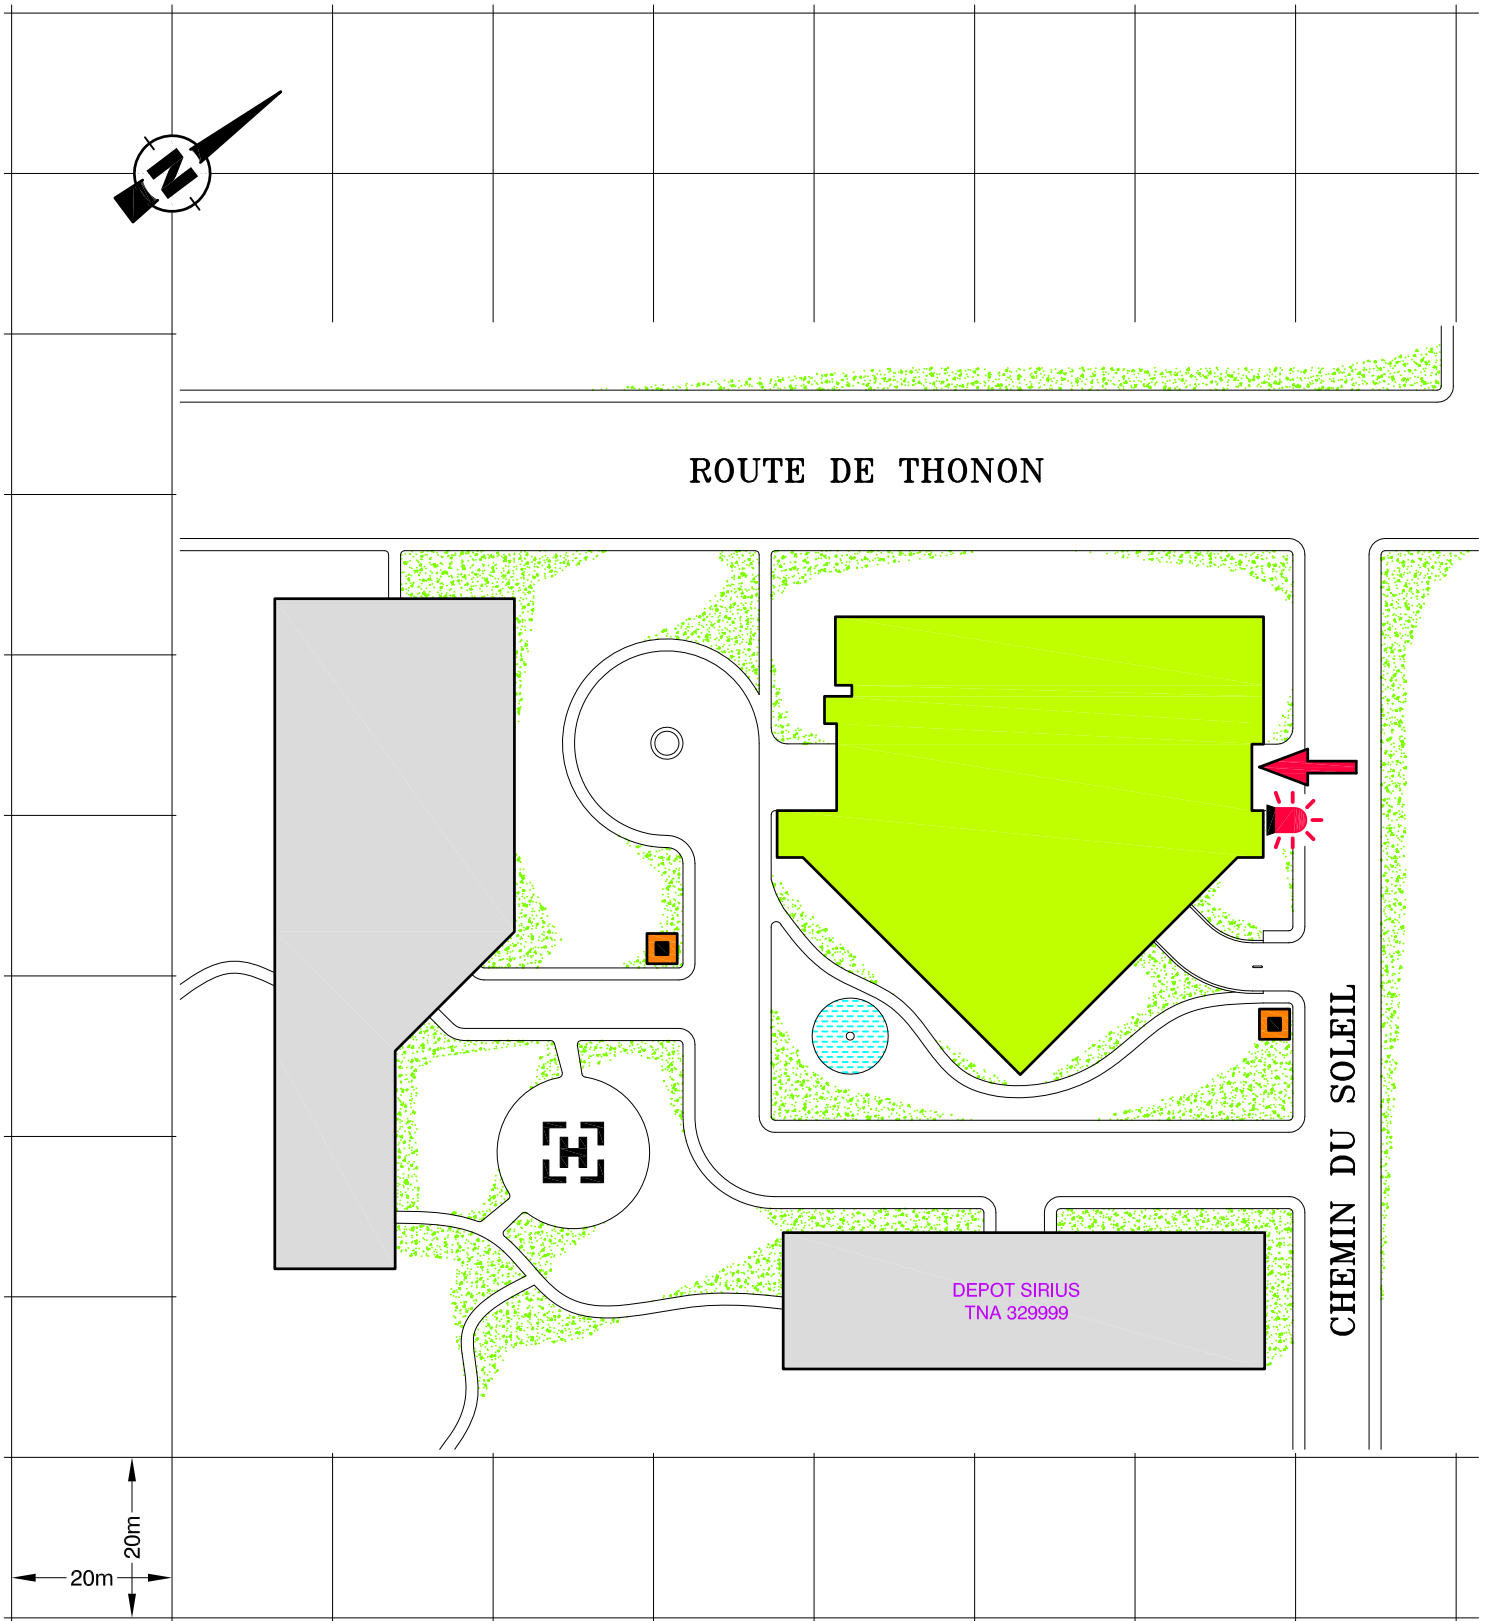 N
ROUTE DE THONON
CHEMIN DU SOLEIL
H
DEPOT SIRIUS
TNA 329999
20m
20m